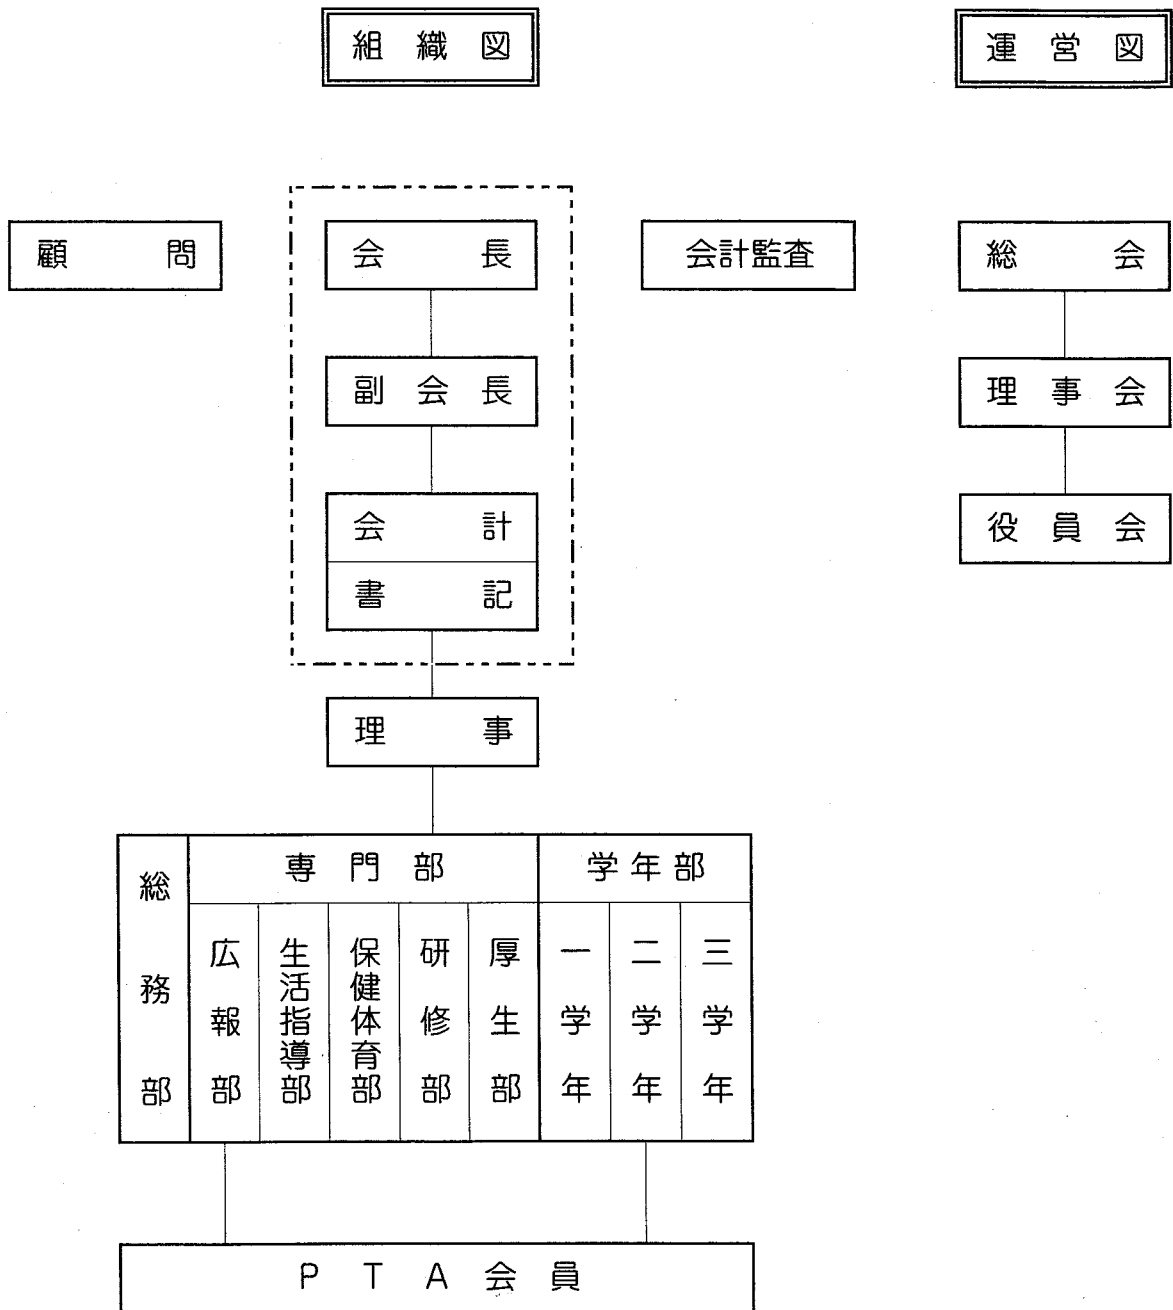 組織図
運営図
顧問
会長
会計監査
総会
副会長
理事会
会計
役員会
書記
理事
総務部
専門部
学年部
広報部
生活指導部
保健体育部
研修部
厚生部
一学年
二学年
三学年
PTA会員